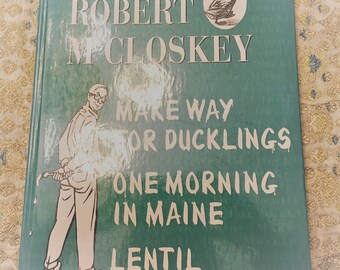 ROBERT
McCLOSKEY
MAKE WAY
FOR DUCKLINGS
ONE MORNING
IN MAINE
LENTIL